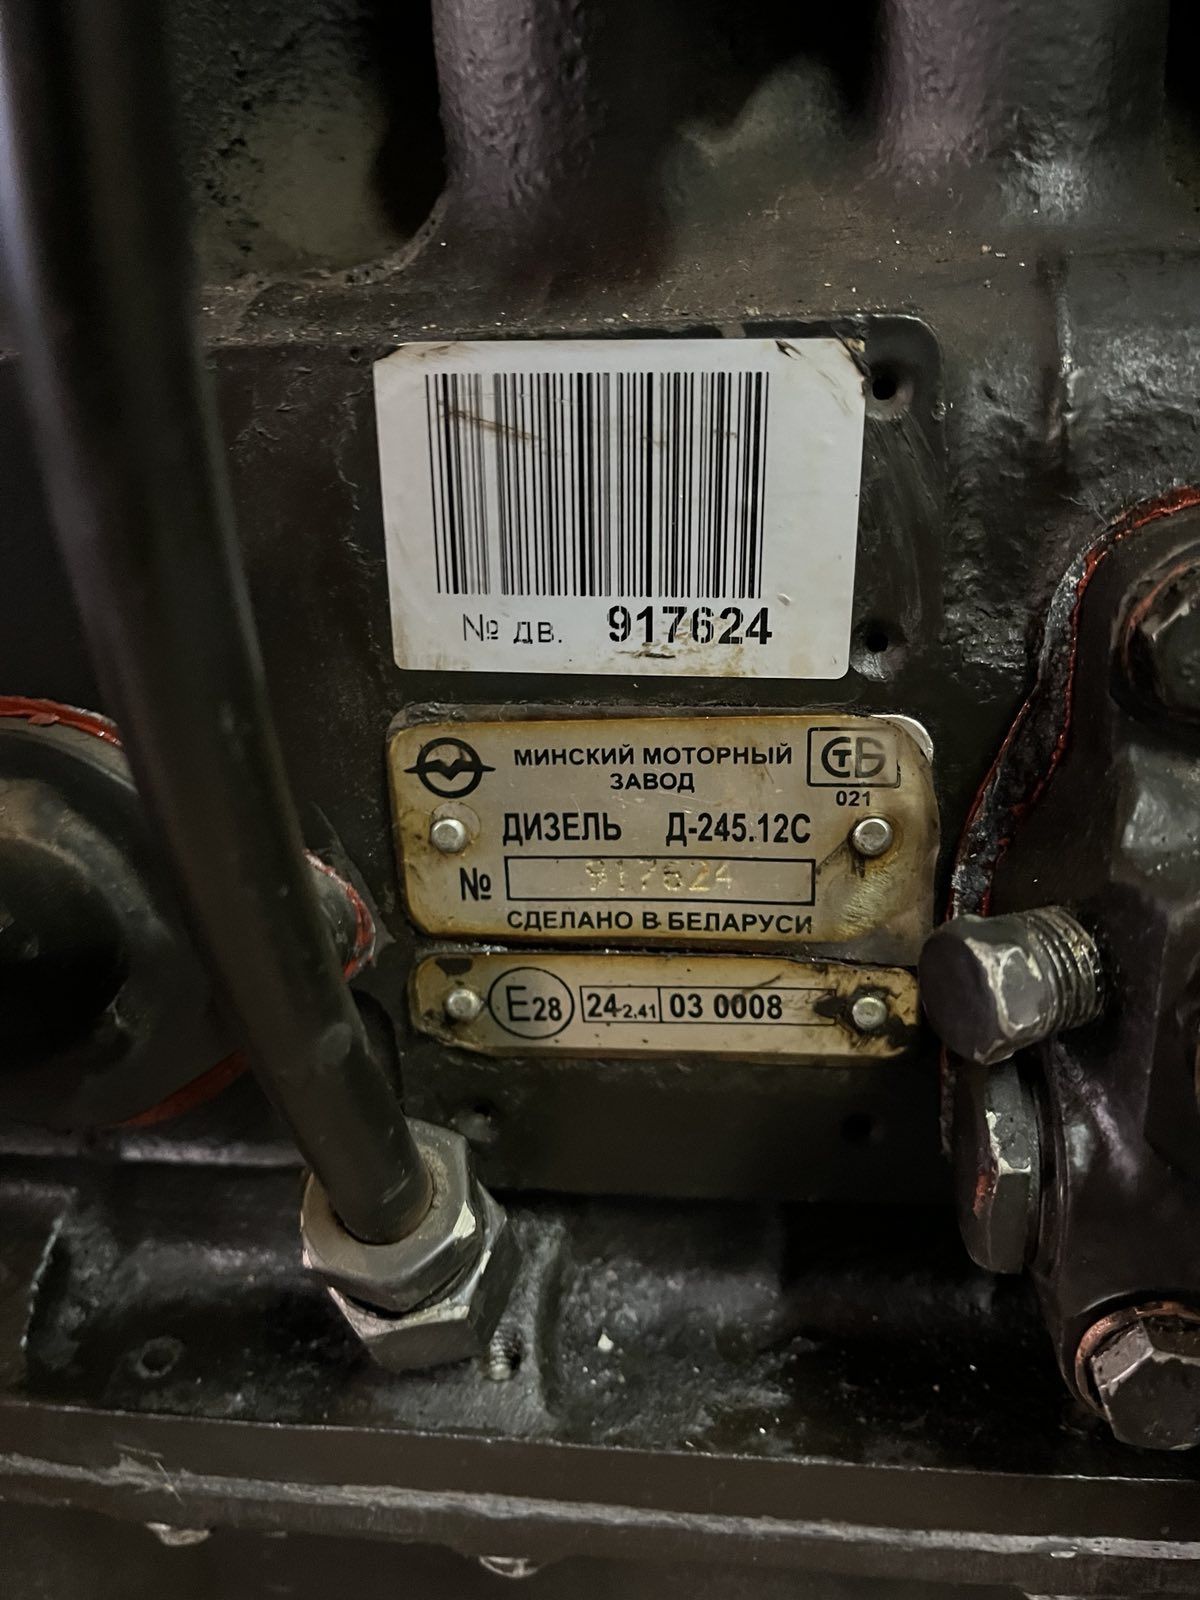 № дв. 917624
МИНСКИЙ МОТОРНЫЙ
ЗАВОД
СТБ
021
ДИЗЕЛЬ Д-245.12С
№ 917624
СДЕЛАНО В БЕЛАРУСИ
E28 24-2,41 03 0008